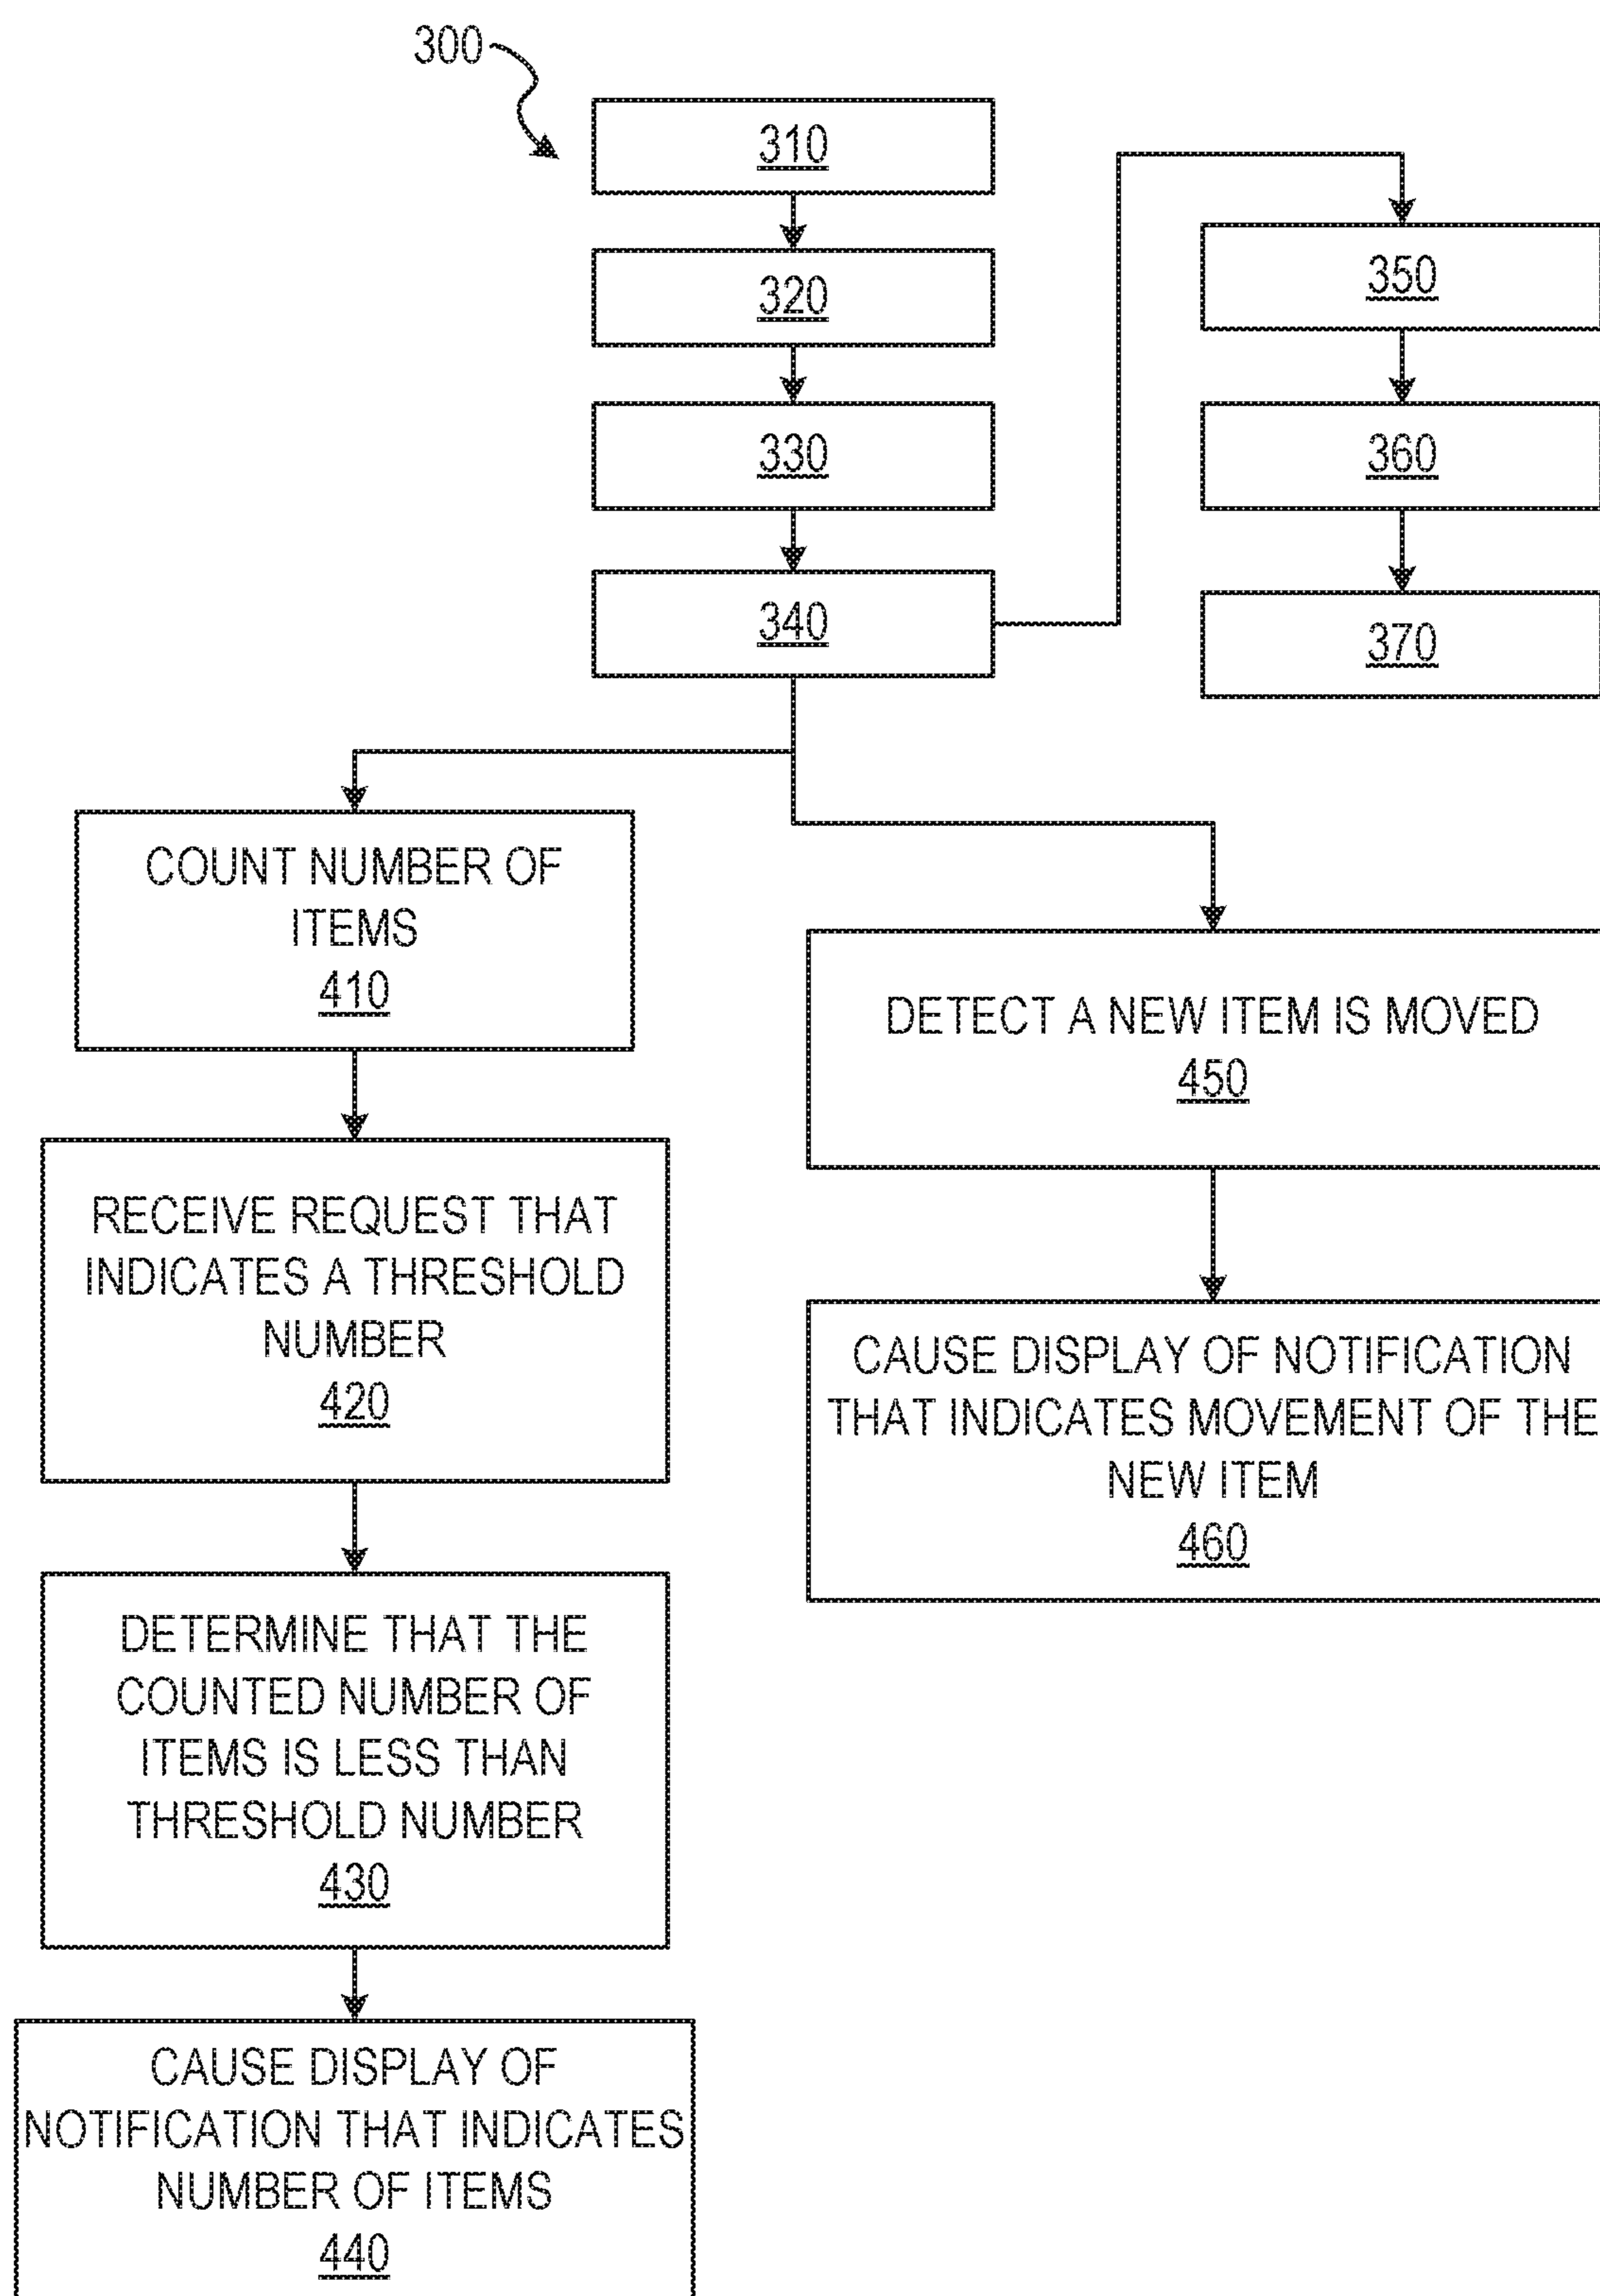 300
310
320
330
340
350
360
370
COUNT NUMBER OF
ITEMS
410
RECEIVE REQUEST THAT
INDICATES A THRESHOLD
NUMBER
420
DETERMINE THAT THE
COUNTED NUMBER OF
ITEMS IS LESS THAN
THRESHOLD NUMBER
430
CAUSE DISPLAY OF
NOTIFICATION THAT INDICATES
NUMBER OF ITEMS
440
DETECT A NEW ITEM IS MOVED
450
CAUSE DISPLAY OF NOTIFICATION
THAT INDICATES MOVEMENT OF THE
NEW ITEM
460